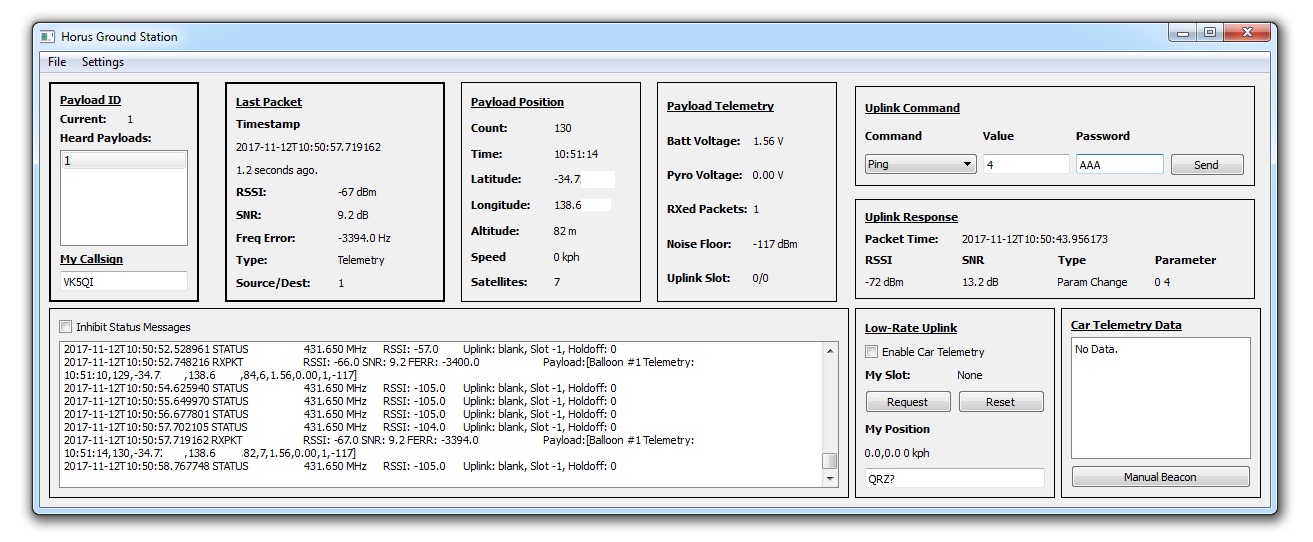 Horus Ground Station
File Settings
Payload ID
Current: 1
Heard Payloads:
1
My Callsign
VK5QI
Last Packet
Timestamp
2017-11-12T10:50:57.719162
1.2 seconds ago.
RSSI: -67 dBm
SNR: 9.2 dB
Freq Error: -3394.0 Hz
Type: Telemetry
Source/Dest: 1
Payload Position
Count: 130
Time: 10:51:14
Latitude: -34.7
Longitude: 138.6
Altitude: 82 m
Speed 0 kph
Satellites: 7
Payload Telemetry
Batt Voltage: 1.56 V
Pyro Voltage: 0.00 V
RXed Packets: 1
Noise Floor: -117 dBm
Uplink Slot: 0/0
Uplink Command
Command Value Password
Ping 4 AAA Send
Uplink Response
Packet Time: 2017-11-12T10:50:43.956173
RSSI SNR Type Parameter
-72 dBm 13.2 dB Param Change 0 4
Inhibit Status Messages
2017-11-12T10:50:52.528961 STATUS 431.650 MHz RSSI: -57.0 Uplink: blank, Slot -1, Holdoff: 0
2017-11-12T10:50:52.748216 RXPKT RSSI: -66.0 SNR: 9.2 FERR: -3400.0 Payload:[Balloon #1 Telemetry:
10:51:10,129,-34.7 ,138.6 ,84,6,1.56,0.00,1,-117]
2017-11-12T10:50:54.625940 STATUS 431.650 MHz RSSI: -105.0 Uplink: blank, Slot -1, Holdoff: 0
2017-11-12T10:50:55.649970 STATUS 431.650 MHz RSSI: -105.0 Uplink: blank, Slot -1, Holdoff: 0
2017-11-12T10:50:56.677801 STATUS 431.650 MHz RSSI: -105.0 Uplink: blank, Slot -1, Holdoff: 0
2017-11-12T10:50:57.702105 STATUS 431.650 MHz RSSI: -104.0 Uplink: blank, Slot -1, Holdoff: 0
2017-11-12T10:50:57.719162 RXPKT RSSI: -67.0 SNR: 9.2 FERR: -3394.0 Payload:[Balloon #1 Telemetry:
10:51:14,130,-34.7 ,138.6 82,7,1.56,0.00,1,-117]
2017-11-12T10:50:58.767748 STATUS 431.650 MHz RSSI: -105.0 Uplink: blank, Slot -1, Holdoff: 0
Low-Rate Uplink
Enable Car Telemetry
My Slot: None
Request Reset
My Position
0.0,0.0 0 kph
QRZ?
Car Telemetry Data
No Data.
Manual Beacon